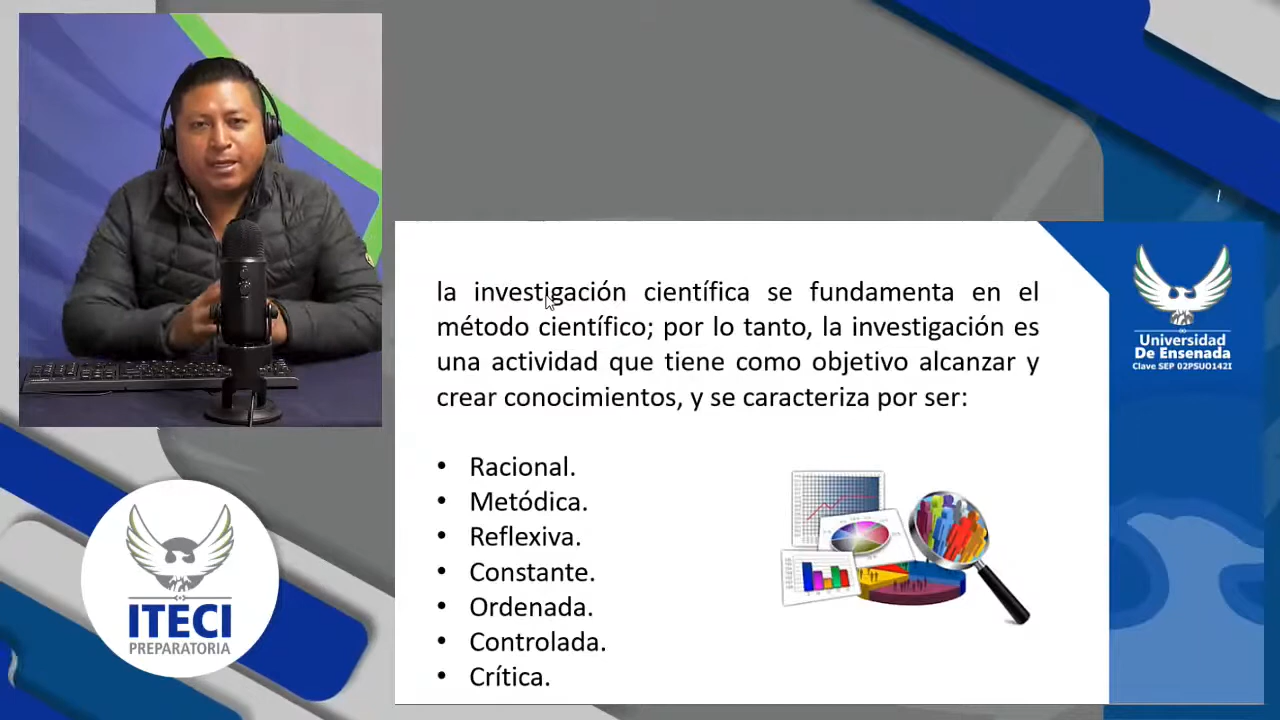 la investigación científica se fundamenta en el
método científico; por lo tanto, la investigación es
una actividad que tiene como objetivo alcanzar y
crear conocimientos, y se caracteriza por ser:
• Racional.
• Metódica.
• Reflexiva.
• Constante.
• Ordenada.
• Controlada.
• Crítica.
Universidad
De Ensenada
Clave SEP 02PSU0142I
ITECI
PREPARATORIA